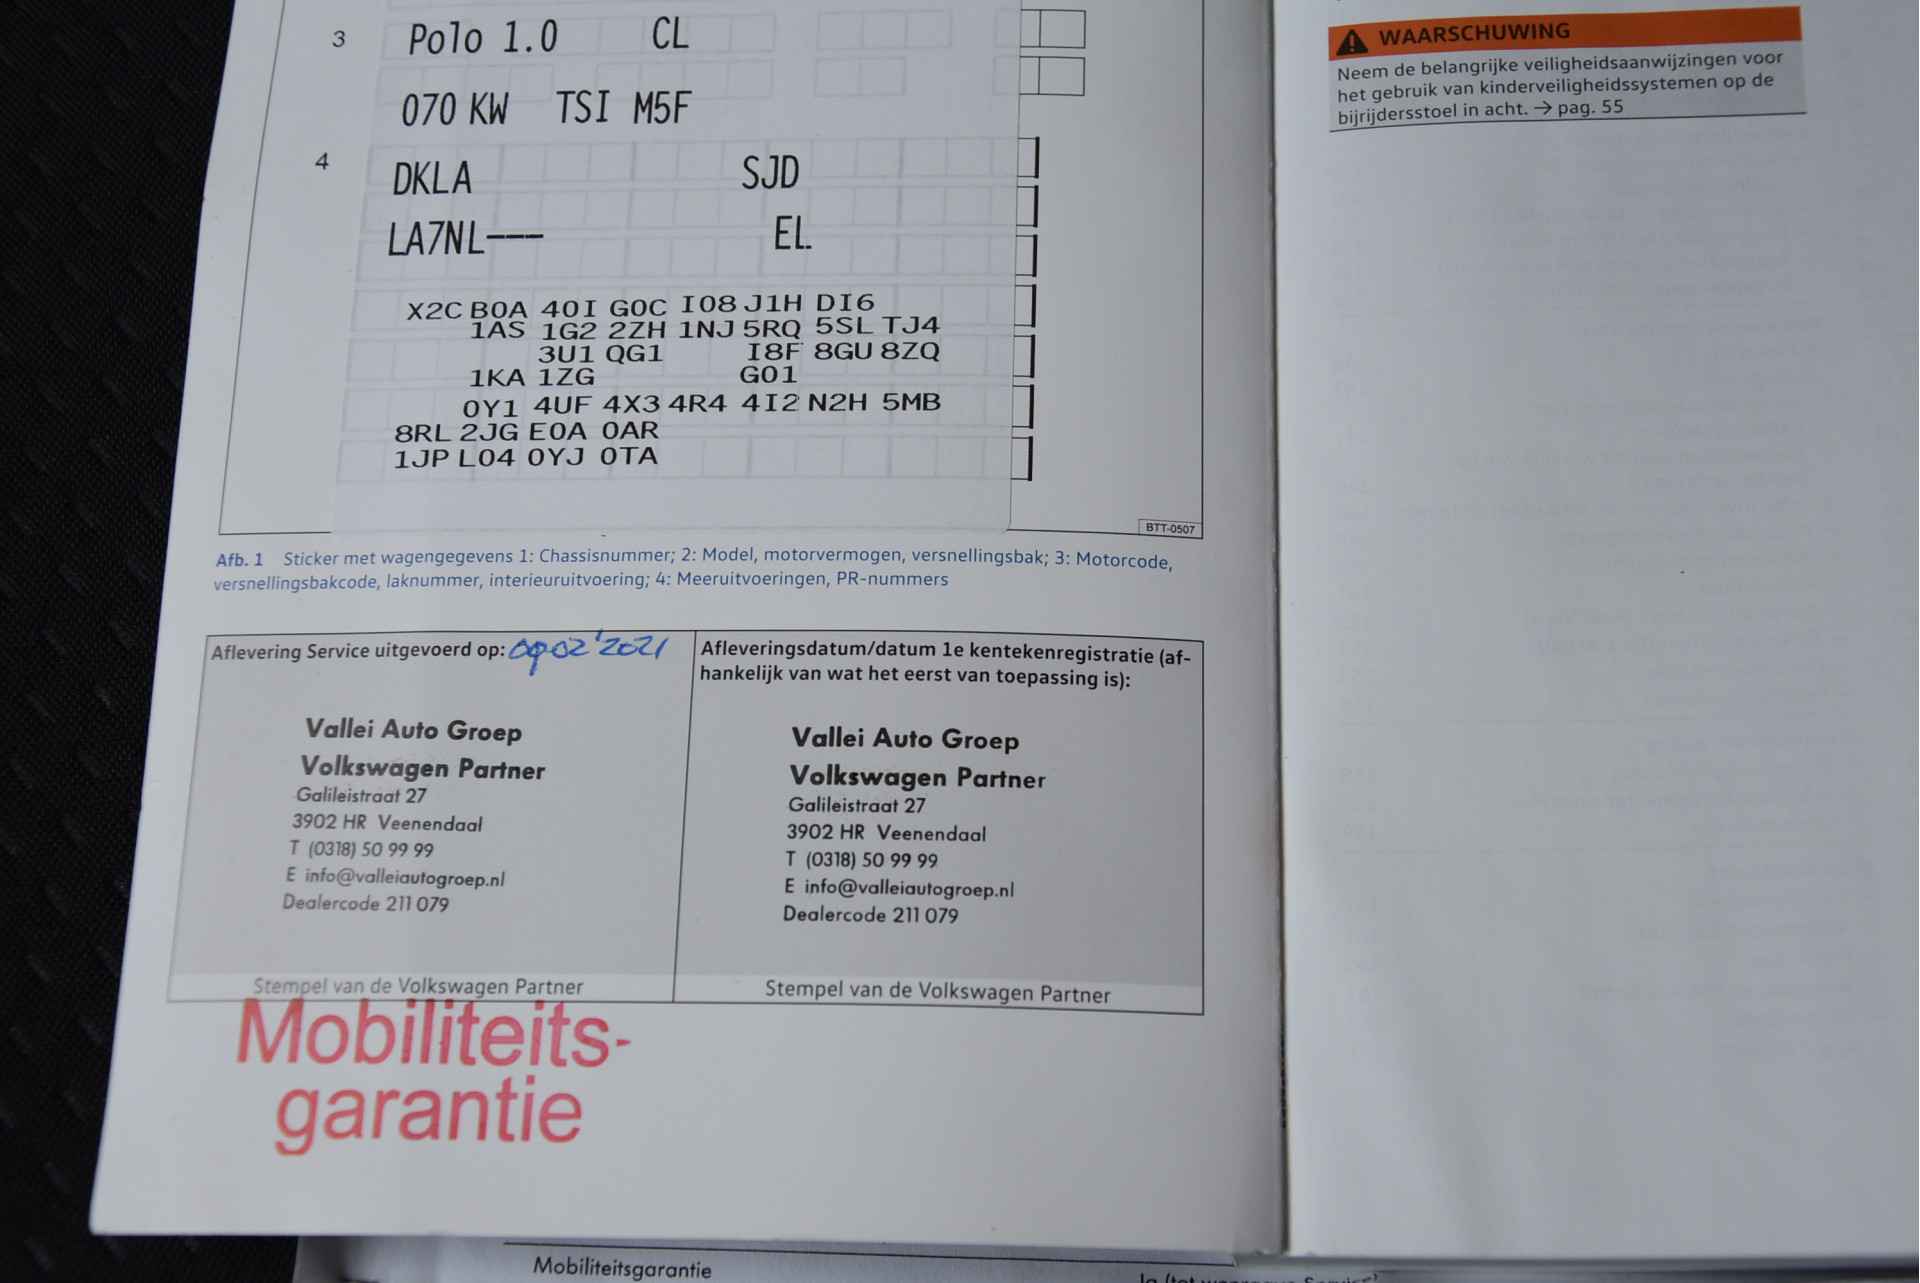 3 Polo 1.0 CL
070 KW TSI M5F
4 DKLA SJD
LA7NL--- EL
X2C B0A 40I G0C I08 J1H DI6
1AS 1G2 2ZH 1NJ 5RQ 5SL TJ4
3U1 QG1 I8F 8GU 8ZQ
1KA 1ZG G01
0Y1 4UF 4X3 4R4 4I2 N2H 5MB
8RL 2JG E0A 0AR
1JP L04 0YJ 0TA
BTT-0507
Afb. 1 Sticker met wagengegevens 1: Chassisnummer; 2: Model, motorvermogen, versnellingsbak; 3: Motorcode,
versnellingsbakcode, laknummer, interieuruitvoering; 4: Meeruitvoeringen, PR-nummers
Aflevering Service uitgevoerd op: 09 02 '2021
Vallei Auto Groep
Volkswagen Partner
Galileistraat 27
3902 HR Veenendaal
T (0318) 50 99 99
E info@valleiautogroep.nl
Dealercode 211 079
Stempel van de Volkswagen Partner
Afleveringsdatum/datum 1e kentekenregistratie (af-
hankelijk van wat het eerst van toepassing is):
Vallei Auto Groep
Volkswagen Partner
Galileistraat 27
3902 HR Veenendaal
T (0318) 50 99 99
E info@valleiautogroep.nl
Dealercode 211 079
Stempel van de Volkswagen Partner
Mobiliteits-
garantie
Mobiliteitsgarantie
WAARSCHUWING
Neem de belangrijke veiligheidsaanwijzingen voor
het gebruik van kinderveiligheidssystemen op de
bijrijdersstoel in acht. → pag. 55